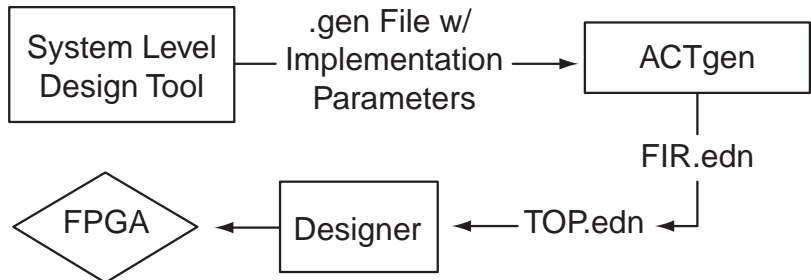 System Level
Design Tool
.gen File w/
Implementation
Parameters
ACTgen
FIR.edn
TOP.edn
Designer
FPGA